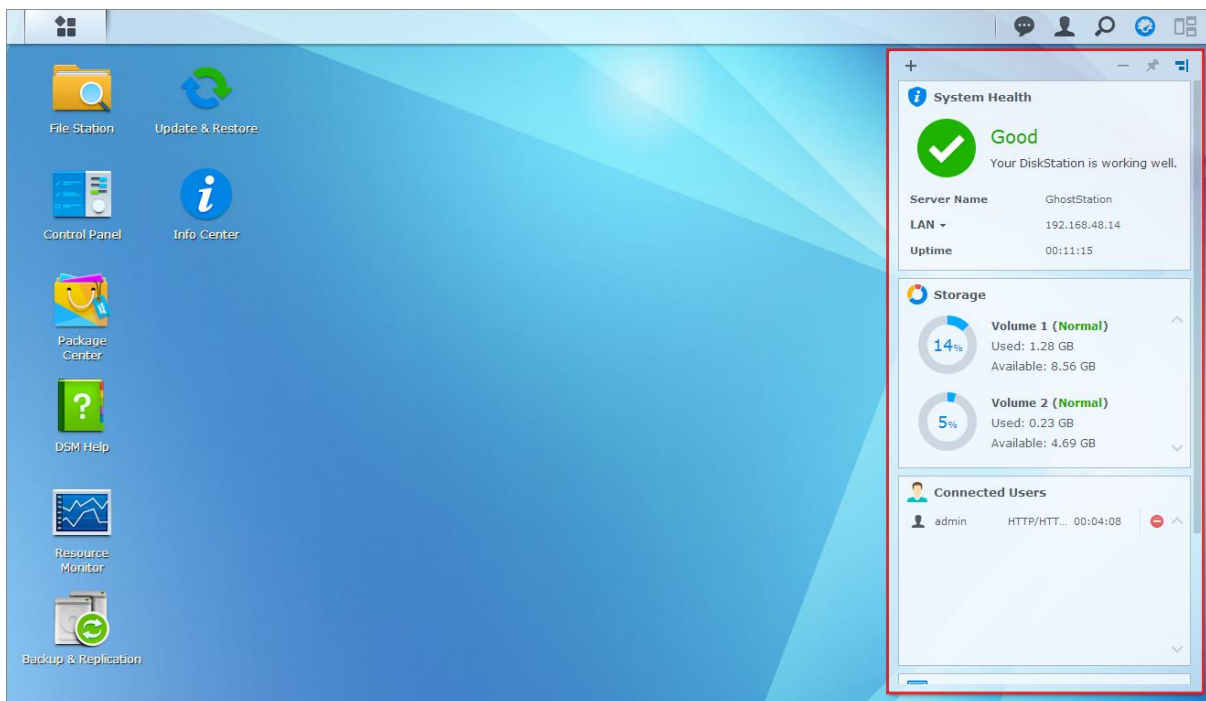 File Station
Update & Restore
Control Panel
Info Center
Package
Center
?
DSM Help
Resource
Monitor
Backup & Replication
System Health
Good
Your DiskStation is working well.
Server Name GhostStation
LAN 192.168.48.14
Uptime 00:11:15
Storage
14%
Volume 1 (Normal)
Used: 1.28 GB
Available: 8.56 GB
5%
Volume 2 (Normal)
Used: 0.23 GB
Available: 4.69 GB
Connected Users
admin HTTP/HTT... 00:04:08